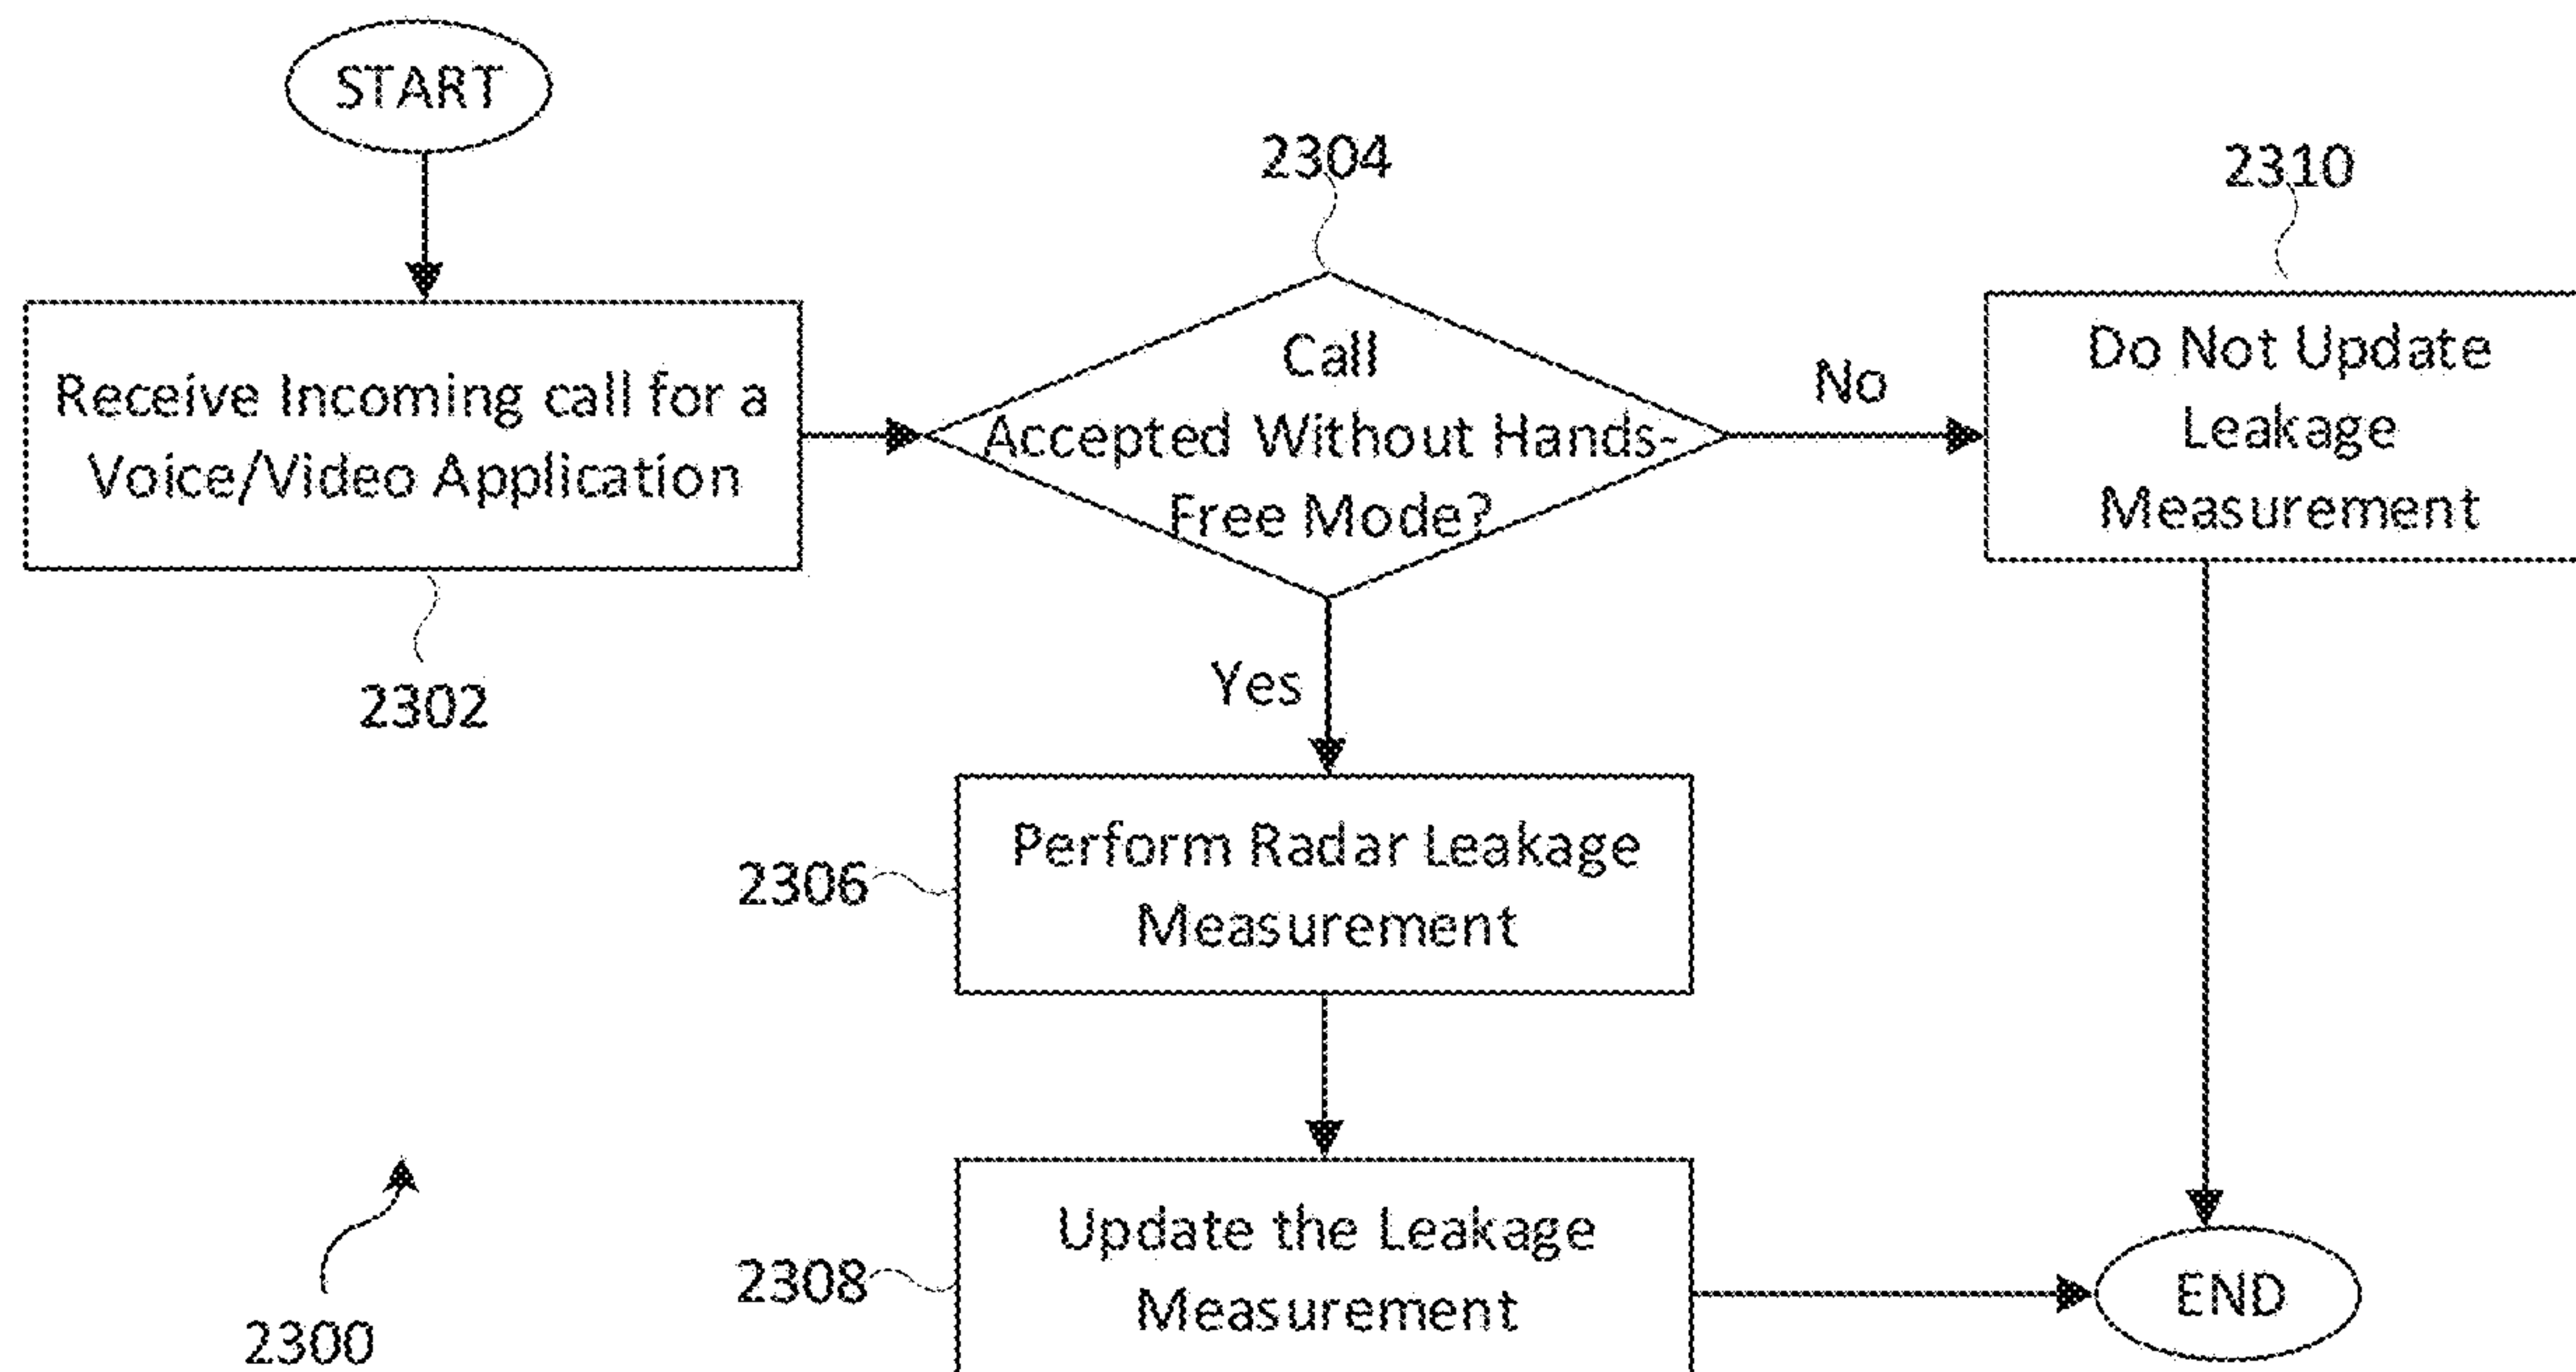 START
2304
2310
Receive Incoming call for a
Voice/Video Application
2302
Call
Accepted Without Hands-
Free Mode?
No
Do Not Update
Leakage
Measurement
Yes
2306
Perform Radar Leakage
Measurement
2308
Update the Leakage
Measurement
END
2300